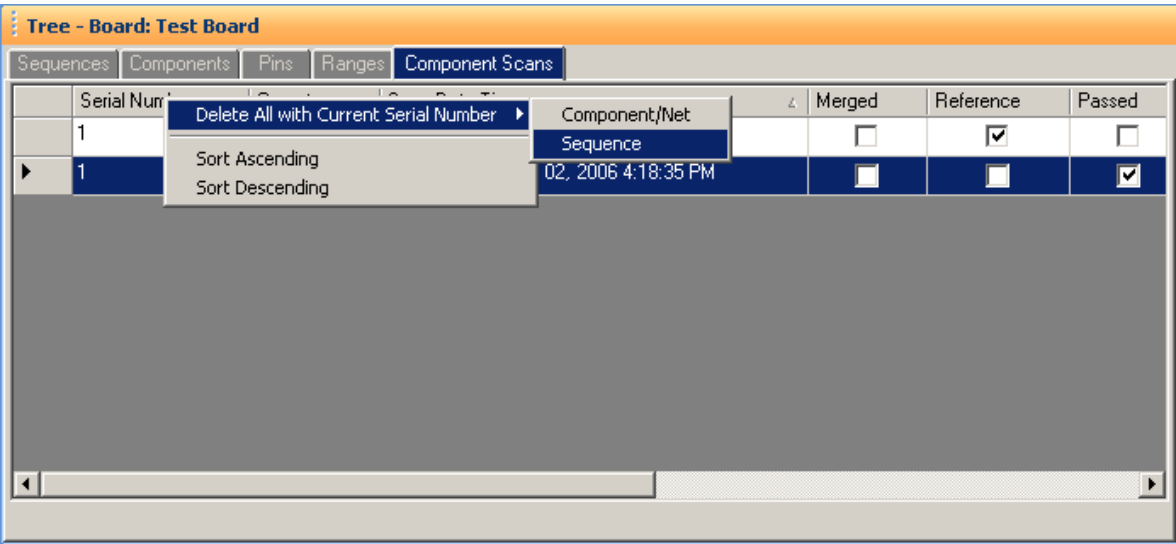 Tree - Board: Test Board
Sequences Components Pins Ranges Component Scans
Serial Merged Reference Passed
Delete All with Current Serial Number Component/Net
1
Sequence
Sort Ascending
1 02, 2006 4:18:35 PM
Sort Descending